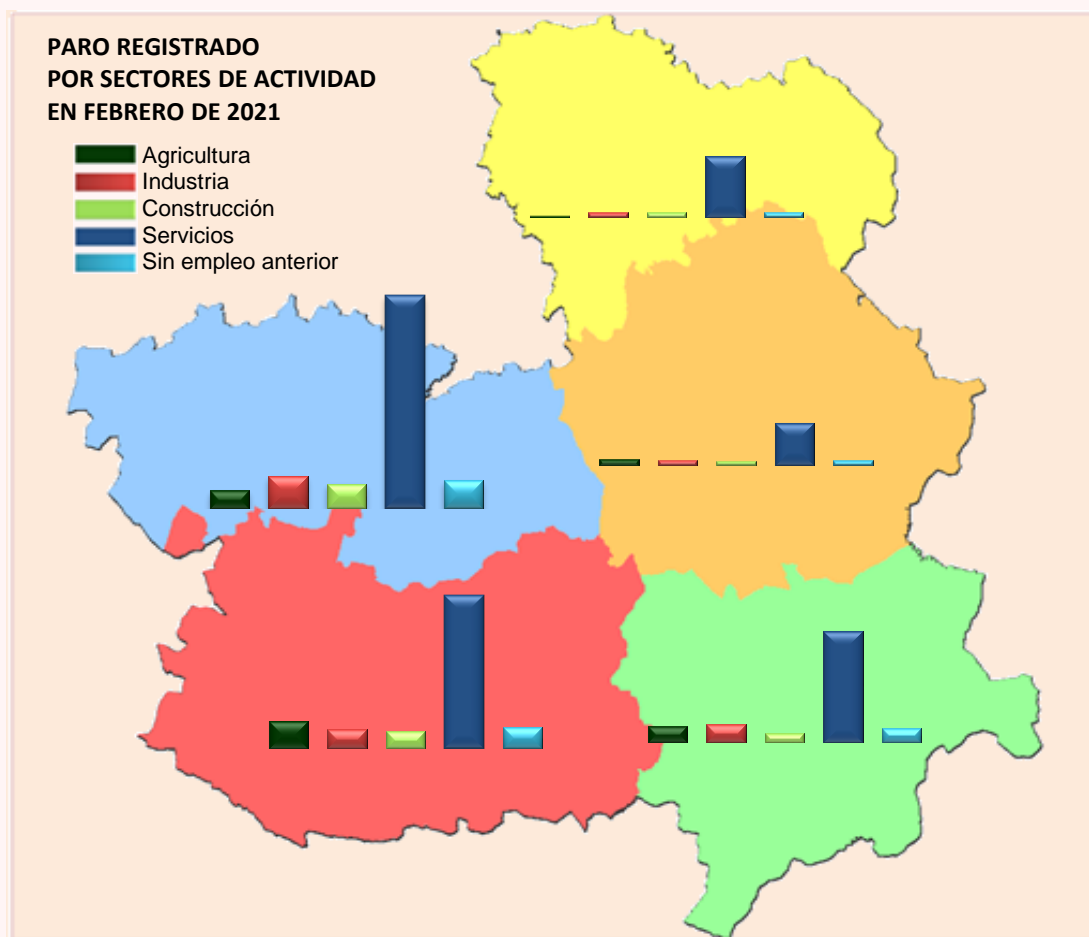 PARO REGISTRADO
POR SECTORES DE ACTIVIDAD
EN FEBRERO DE 2021
Agricultura
Industria
Construcción
Servicios
Sin empleo anterior